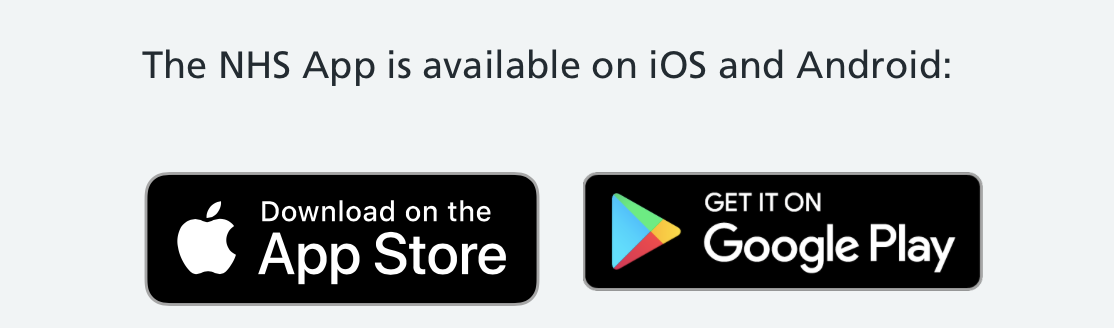 The NHS App is available on iOS and Android:
Download on the
App Store
GET IT ON
Google Play